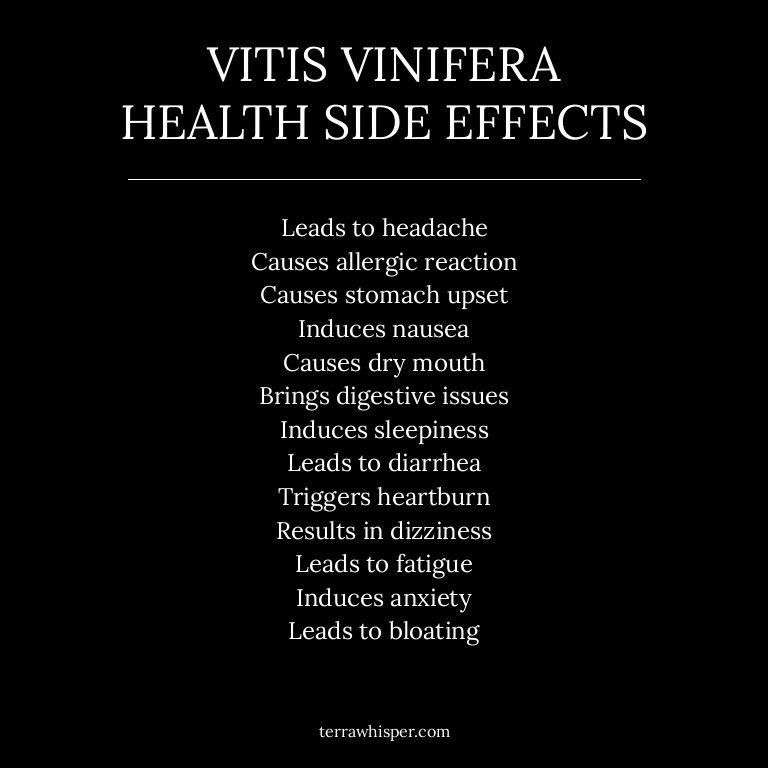 VITIS VINIFERA
HEALTH SIDE EFFECTS
Leads to headache
Causes allergic reaction
Causes stomach upset
Induces nausea
Causes dry mouth
Brings digestive issues
Induces sleepiness
Leads to diarrhea
Triggers heartburn
Results in dizziness
Leads to fatigue
Induces anxiety
Leads to bloating
terrawhisper.com